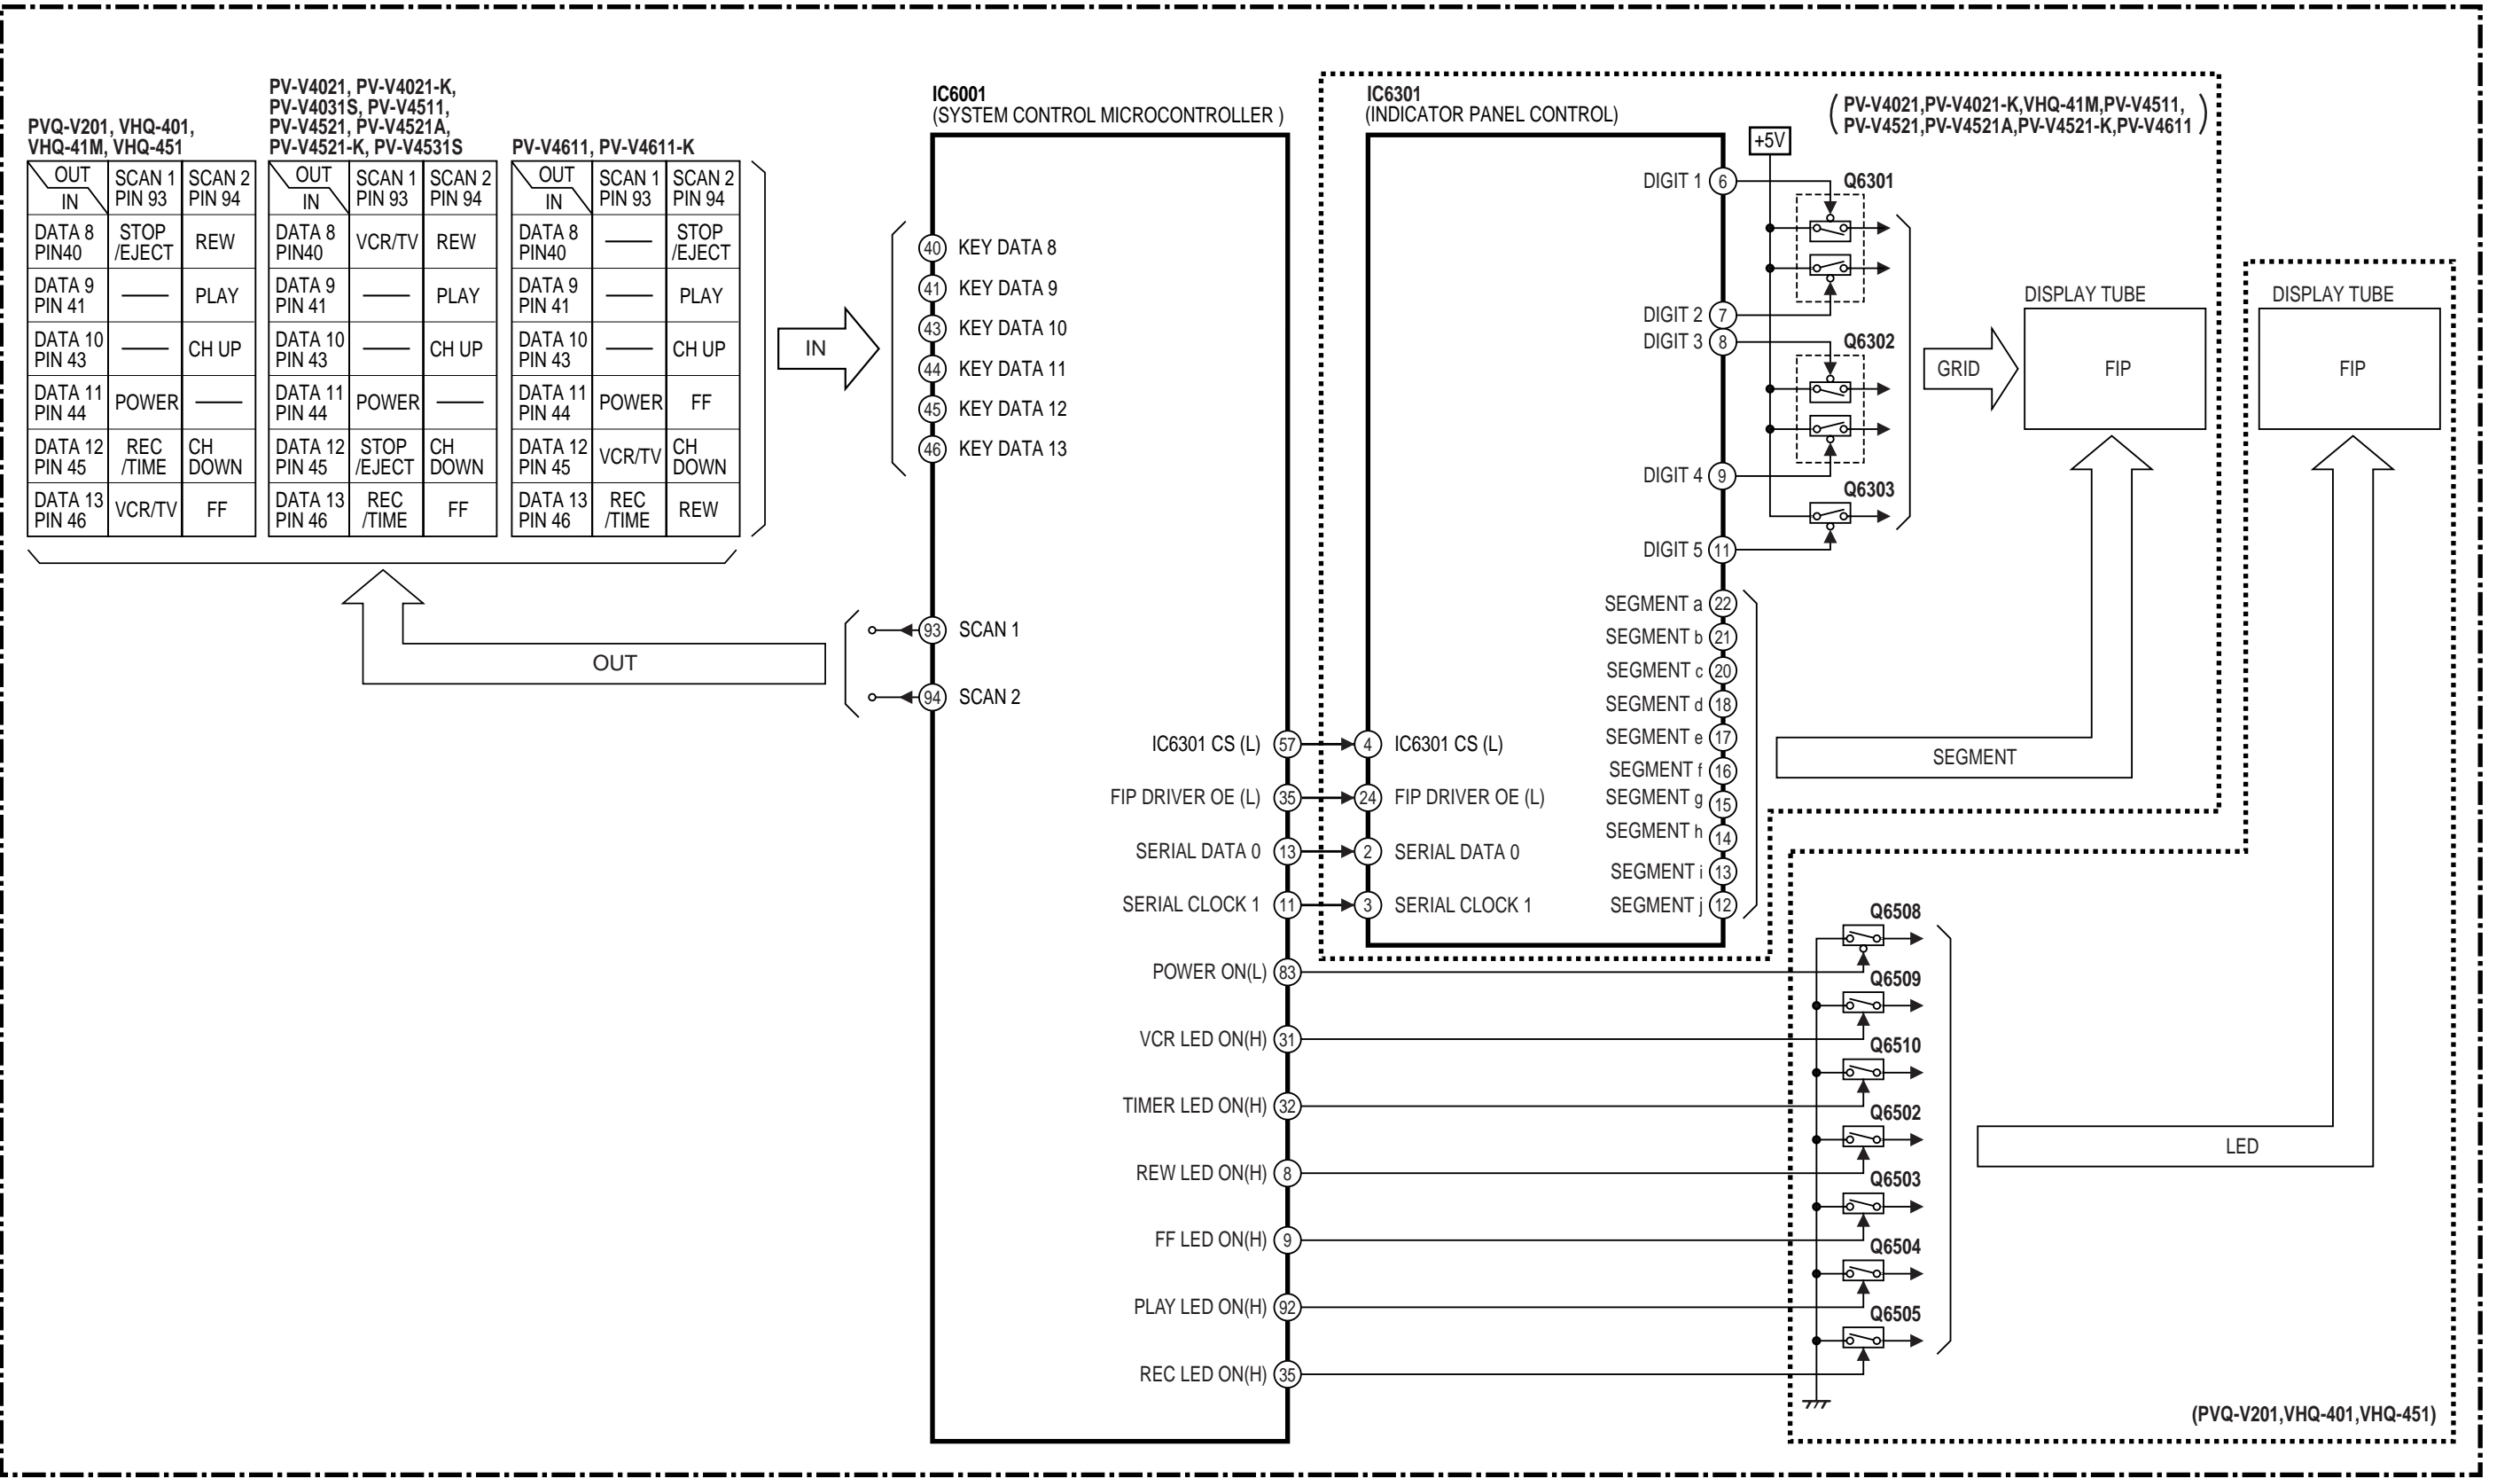 PVQ-V201, VHQ-401,
VHQ-41M, VHQ-451
OUT
IN
SCAN 1
PIN 93
SCAN 2
PIN 94
DATA 8
PIN40
STOP
/EJECT
REW
DATA 9
PIN 41
PLAY
DATA 10
PIN 43
CH UP
DATA 11
PIN 44
POWER
DATA 12
PIN 45
REC
/TIME
CH
DOWN
DATA 13
PIN 46
VCR/TV
FF
PV-V4021, PV-V4021-K,
PV-V4031S, PV-V4511,
PV-V4521, PV-V4521A,
PV-V4521-K, PV-V4531S
OUT
IN
SCAN 1
PIN 93
SCAN 2
PIN 94
DATA 8
PIN40
VCR/TV
REW
DATA 9
PIN 41
PLAY
DATA 10
PIN 43
CH UP
DATA 11
PIN 44
POWER
DATA 12
PIN 45
STOP
/EJECT
CH
DOWN
DATA 13
PIN 46
REC
/TIME
FF
PV-V4611, PV-V4611-K
OUT
IN
SCAN 1
PIN 93
SCAN 2
PIN 94
DATA 8
PIN40
STOP
/EJECT
DATA 9
PIN 41
PLAY
DATA 10
PIN 43
CH UP
DATA 11
PIN 44
POWER
FF
DATA 12
PIN 45
VCR/TV
CH
DOWN
DATA 13
PIN 46
REC
/TIME
REW
IN
OUT
IC6001
(SYSTEM CONTROL MICROCONTROLLER )
40 KEY DATA 8
41 KEY DATA 9
43 KEY DATA 10
44 KEY DATA 11
45 KEY DATA 12
46 KEY DATA 13
93 SCAN 1
94 SCAN 2
IC6301 CS (L) 57
FIP DRIVER OE (L) 35
SERIAL DATA 0 13
SERIAL CLOCK 1 11
POWER ON(L) 83
VCR LED ON(H) 31
TIMER LED ON(H) 32
REW LED ON(H) 8
FF LED ON(H) 9
PLAY LED ON(H) 92
REC LED ON(H) 35
IC6301
(INDICATOR PANEL CONTROL)
4 IC6301 CS (L)
24 FIP DRIVER OE (L)
2 SERIAL DATA 0
3 SERIAL CLOCK 1
DIGIT 1 6
DIGIT 2 7
DIGIT 3 8
DIGIT 4 9
DIGIT 5 11
SEGMENT a 22
SEGMENT b 21
SEGMENT c 20
SEGMENT d 18
SEGMENT e 17
SEGMENT f 16
SEGMENT g 15
SEGMENT h 14
SEGMENT i 13
SEGMENT j 12
(PV-V4021,PV-V4021-K,VHQ-41M,PV-V4511,
PV-V4521,PV-V4521A,PV-V4521-K,PV-V4611)
+5V
Q6301
Q6302
Q6303
GRID
DISPLAY TUBE
FIP
SEGMENT
DISPLAY TUBE
FIP
Q6508
Q6509
Q6510
Q6502
Q6503
Q6504
Q6505
LED
(PVQ-V201,VHQ-401,VHQ-451)